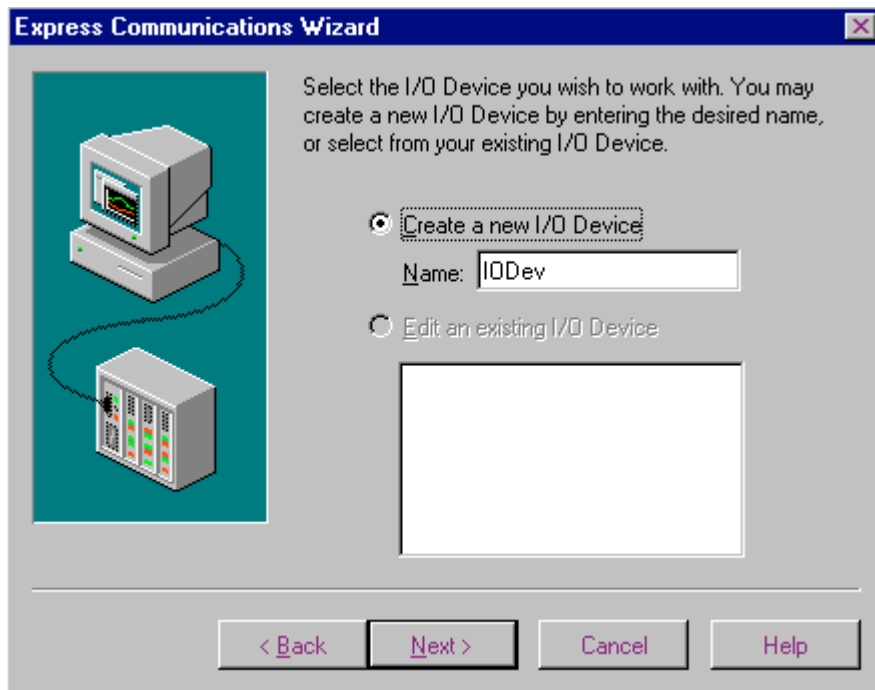 Express Communications Wizard
Select the I/O Device you wish to work with. You may
create a new I/O Device by entering the desired name,
or select from your existing I/O Device.
Create a new I/O Device
Name: IODev
Edit an existing I/O Device
< Back Next > Cancel Help